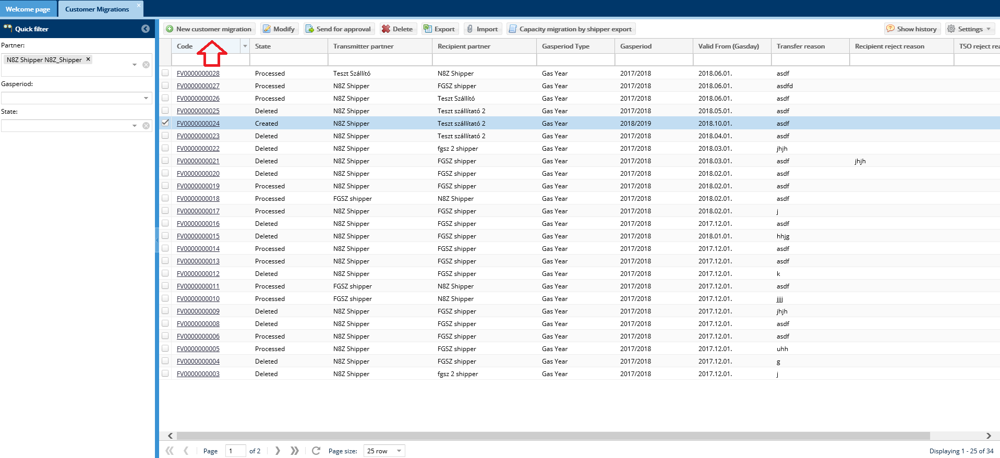 Welcome page Customer Migrations
Quick filter
Partner:
N8Z Shipper N8Z_Shipper
Gasperiod:
State:
New customer migration Modify Send for approval Delete Export Import Capacity migration by shipper export Show history Settings
Code State Transmitter partner Recipient partner Gasperiod Type Gasperiod Valid From (Gasday) Transfer reason Recipient reject reason TSO reject rea
FV0000000028 Processed Teszt Szállító N8Z Shipper Gas Year 2017/2018 2018.06.01. asdf
FV0000000027 Processed N8Z Shipper FGSZ shipper Gas Year 2017/2018 2018.06.01. asdfd
FV0000000026 Processed N8Z Shipper Teszt Szállító Gas Year 2017/2018 2018.06.01. asdf
FV0000000025 Deleted N8Z Shipper Teszt szállítató 2 Gas Year 2017/2018 2018.05.01. asdf
FV0000000024 Created N8Z Shipper Teszt szállítató 2 Gas Year 2018/2019 2018.10.01. asdf
FV0000000023 Deleted N8Z Shipper Teszt szállítató 2 Gas Year 2017/2018 2018.04.01. asdf
FV0000000022 Deleted N8Z Shipper fgsz 2 shipper Gas Year 2017/2018 2018.03.01. jhjh
FV0000000021 Deleted N8Z Shipper FGSZ shipper Gas Year 2017/2018 2018.03.01. asdf jhjh
FV0000000020 Deleted N8Z Shipper FGSZ shipper Gas Year 2017/2018 2018.02.01. asdf
FV0000000019 Processed N8Z Shipper FGSZ shipper Gas Year 2017/2018 2018.02.01. asdf
FV0000000018 Processed FGSZ shipper N8Z Shipper Gas Year 2017/2018 2018.02.01. asdf
FV0000000017 Processed N8Z Shipper FGSZ shipper Gas Year 2017/2018 2018.02.01. j
FV0000000016 Deleted N8Z Shipper FGSZ shipper Gas Year 2017/2018 2017.12.01. asdf
FV0000000015 Deleted N8Z Shipper FGSZ shipper Gas Year 2017/2018 2018.01.01. hhjg
FV0000000014 Processed N8Z Shipper FGSZ shipper Gas Year 2017/2018 2017.12.01. asdf
FV0000000013 Processed N8Z Shipper FGSZ shipper Gas Year 2017/2018 2017.12.01. asdf
FV0000000012 Deleted N8Z Shipper FGSZ shipper Gas Year 2017/2018 2017.12.01. k
FV0000000011 Processed FGSZ shipper N8Z Shipper Gas Year 2017/2018 2017.12.01. asdf
FV0000000010 Processed FGSZ shipper N8Z Shipper Gas Year 2017/2018 2017.12.01. jjjj
FV0000000009 Deleted N8Z Shipper FGSZ shipper Gas Year 2017/2018 2017.12.01. jhjh
FV0000000008 Deleted N8Z Shipper FGSZ shipper Gas Year 2017/2018 2017.12.01. asdf
FV0000000006 Processed N8Z Shipper FGSZ shipper Gas Year 2017/2018 2017.12.01. asdf
FV0000000005 Processed N8Z Shipper FGSZ shipper Gas Year 2017/2018 2017.12.01. uhh
FV0000000004 Deleted N8Z Shipper FGSZ shipper Gas Year 2017/2018 2017.12.01. g
FV0000000003 Deleted N8Z Shipper fgsz 2 shipper Gas Year 2017/2018 2017.12.01. j
Page 1 of 2 Page size: 25 row Displaying 1 - 25 of 34